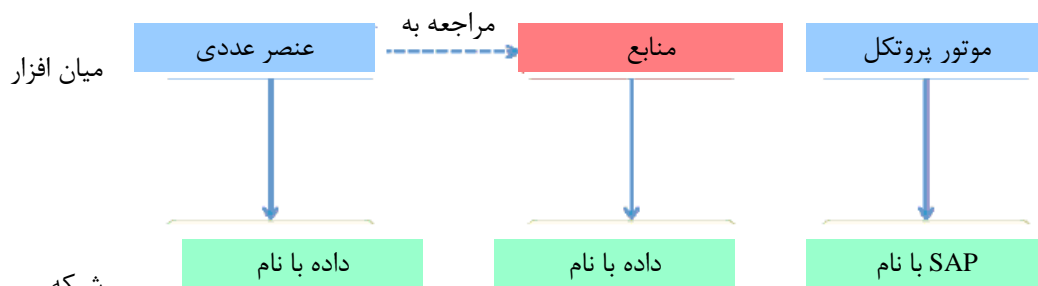 مراجعه به
موتور پروتکل
منابع
عنصر عددی
میان افزار
SAP با نام
داده با نام
داده با نام